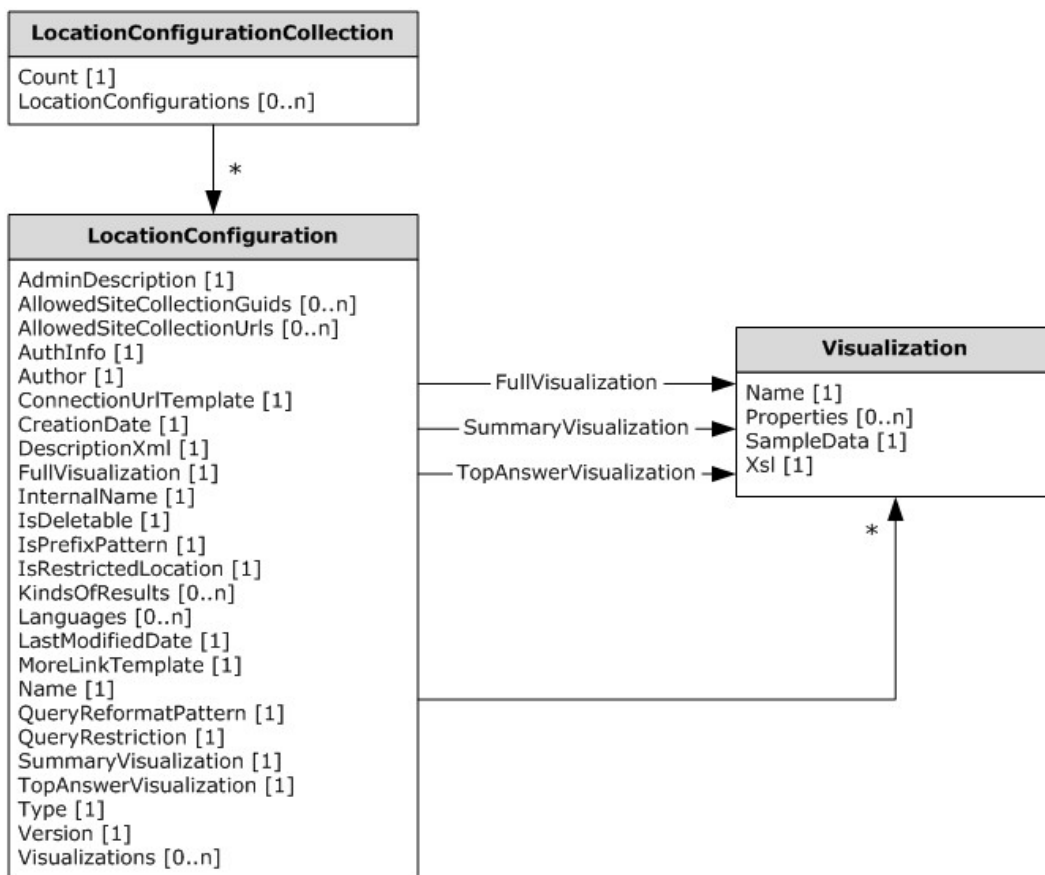 LocationConfigurationCollection
Count [1]
LocationConfigurations [0..n]
*
LocationConfiguration
AdminDescription [1]
AllowedSiteCollectionGuids [0..n]
AllowedSiteCollectionUrls [0..n]
AuthInfo [1]
Author [1]
ConnectionUrlTemplate [1]
CreationDate [1]
DescriptionXml [1]
FullVisualization [1]
InternalName [1]
IsDeletable [1]
IsPrefixPattern [1]
IsRestrictedLocation [1]
KindsOfResults [0..n]
Languages [0..n]
LastModifiedDate [1]
MoreLinkTemplate [1]
Name [1]
QueryReformatPattern [1]
QueryRestriction [1]
SummaryVisualization [1]
TopAnswerVisualization [1]
Type [1]
Version [1]
Visualizations [0..n]
FullVisualization
SummaryVisualization
TopAnswerVisualization
Visualization
Name [1]
Properties [0..n]
SampleData [1]
Xsl [1]
*